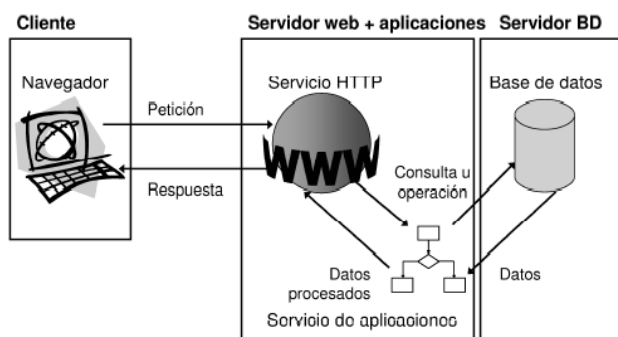 Cliente
Servidor web + aplicaciones
Servidor BD
Navegador
Servicio HTTP
Base de datos
Petición
WWW
Respuesta
Consulta u
operación
Datos
procesados
Datos
Servicio de aplicaciones